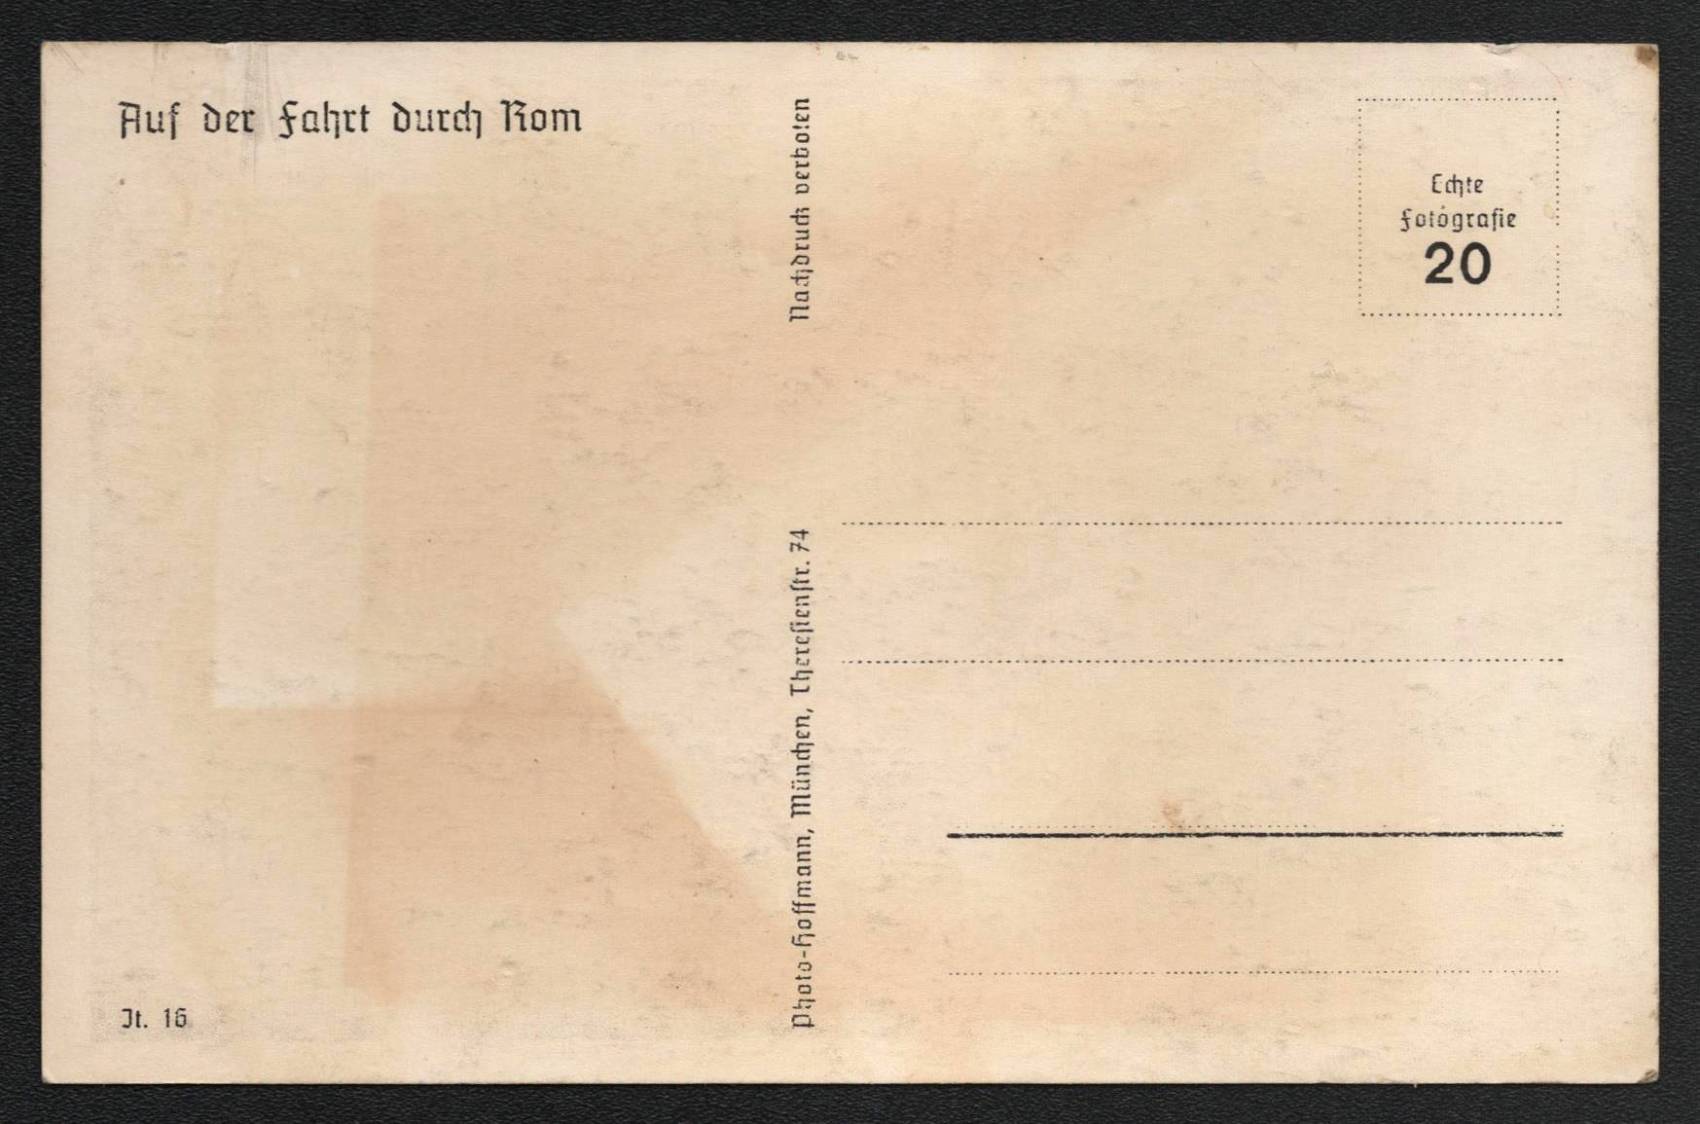 Auf der Fahrt durch Rom
Nachdruck verboten
Photo-Hoffmann, München, Theresienstr. 74
Echte
Fotografie
20
It. 16